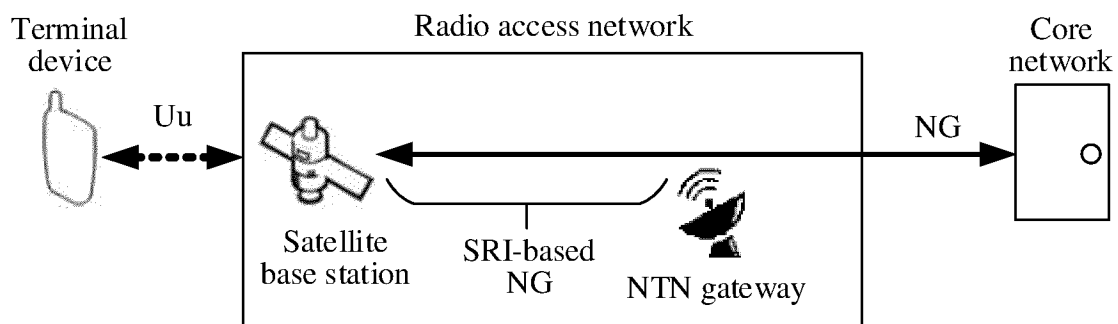 Terminal
device
Radio access network
Core
network
Uu
NG
Satellite
base station
SRI-based
NG
NTN gateway